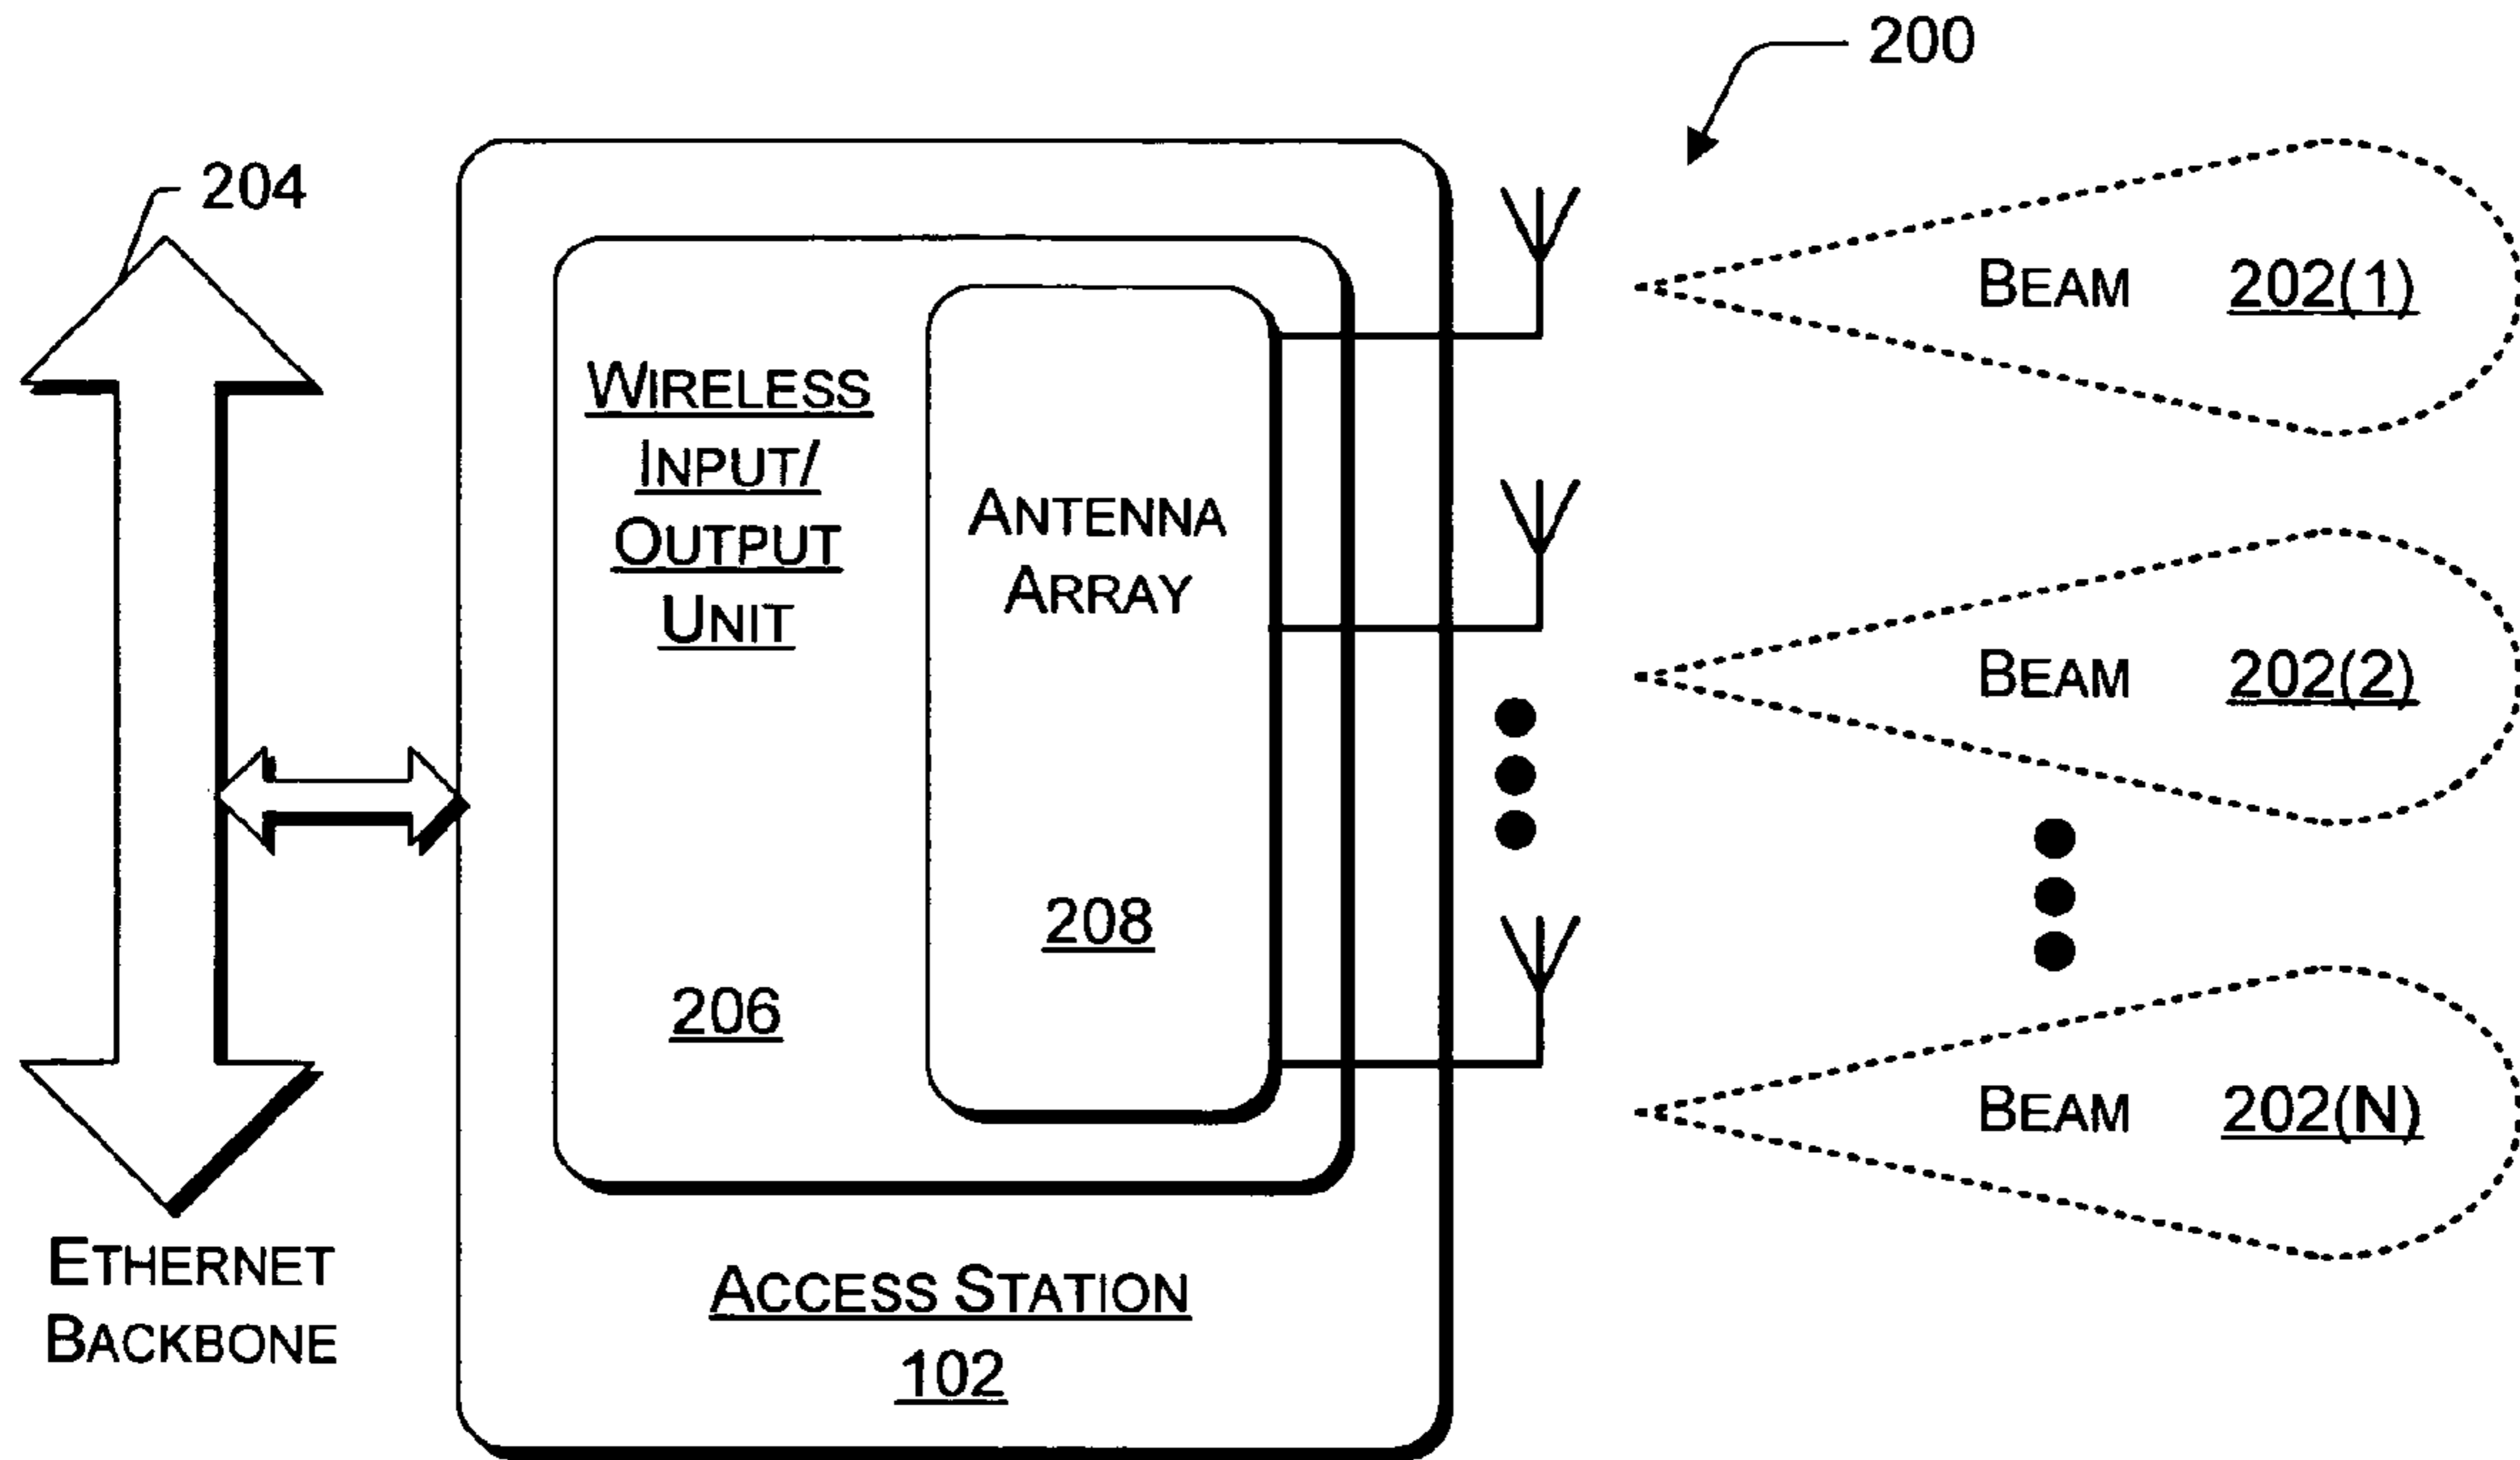 200
204
WIRELESS
INPUT/
OUTPUT
UNIT
206
ANTENNA
ARRAY
208
ACCESS STATION
102
ETHERNET
BACKBONE
BEAM 202(1)
BEAM 202(2)
BEAM 202(N)